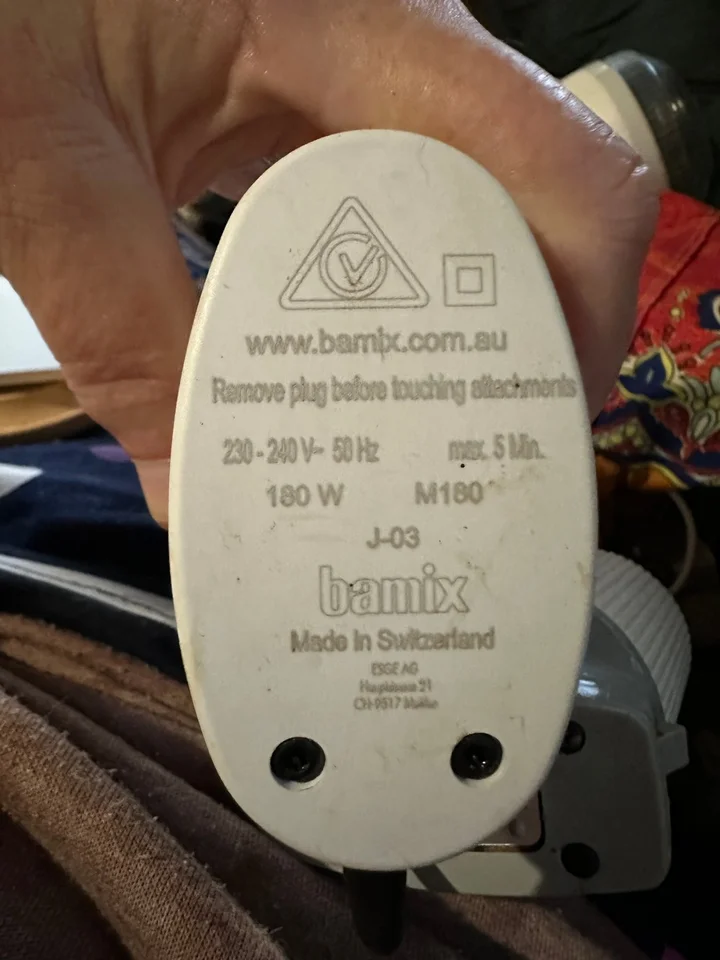 www.bamix.com.au
Remove plug before touching attachments
230 - 240 V~ 50 Hz max. 5 Min.
180 W M180
J-03
bamix
Made in Switzerland
ESGE AG
21
CH-9517